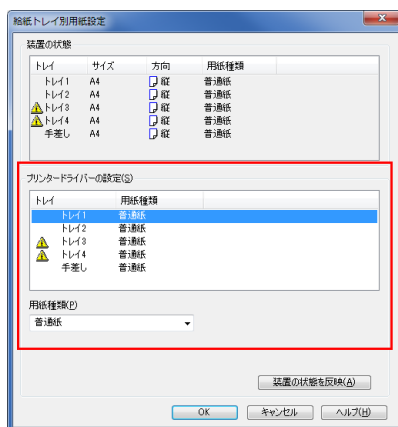 給紙トレイ別用紙設定
装置の状態
トレイ サイズ 方向 用紙種類
トレイ1 A4 縦 普通紙
トレイ2 A4 縦 普通紙
トレイ3 A4 縦 普通紙
トレイ4 A4 縦 普通紙
手差し A4 縦 普通紙
プリンタードライバーの設定(S)
トレイ 用紙種類
トレイ1 普通紙
トレイ2 普通紙
トレイ3 普通紙
トレイ4 普通紙
手差し 普通紙
用紙種類(P)
普通紙
装置の状態を反映(A)
OK キャンセル ヘルプ(H)